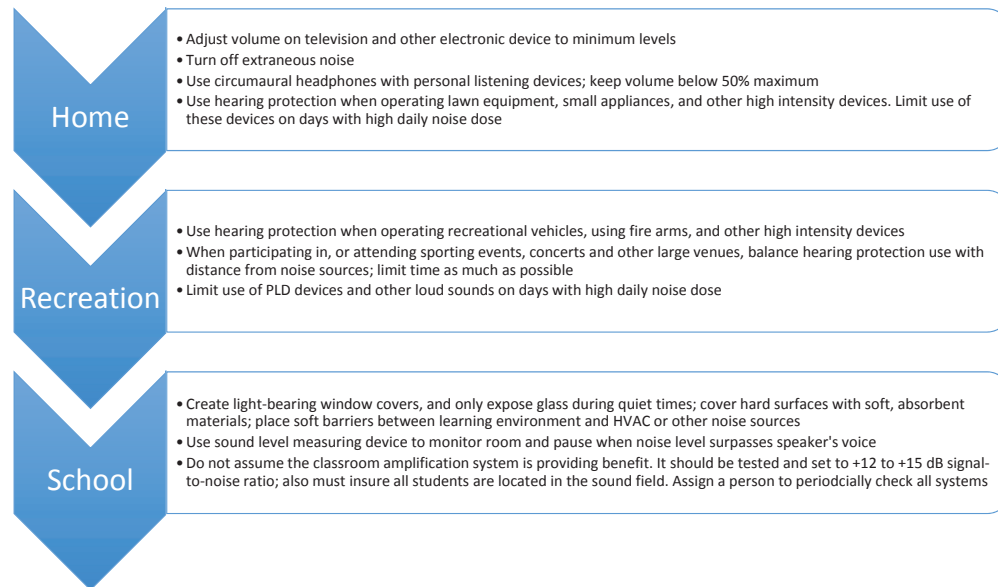 Home
• Adjust volume on television and other electronic device to minimum levels
• Turn off extraneous noise
• Use circumaural headphones with personal listening devices; keep volume below 50% maximum
• Use hearing protection when operating lawn equipment, small appliances, and other high intensity devices. Limit use of
these devices on days with high daily noise dose
Recreation
• Use hearing protection when operating recreational vehicles, using fire arms, and other high intensity devices
• When participating in, or attending sporting events, concerts and other large venues, balance hearing protection use with
distance from noise sources; limit time as much as possible
• Limit use of PLD devices and other loud sounds on days with high daily noise dose
School
• Create light-bearing window covers, and only expose glass during quiet times; cover hard surfaces with soft, absorbent
materials; place soft barriers between learning environment and HVAC or other noise sources
• Use sound level measuring device to monitor room and pause when noise level surpasses speaker's voice
• Do not assume the classroom amplification system is providing benefit. It should be tested and set to +12 to +15 dB signal-
to-noise ratio; also must insure all students are located in the sound field. Assign a person to periodcially check all systems